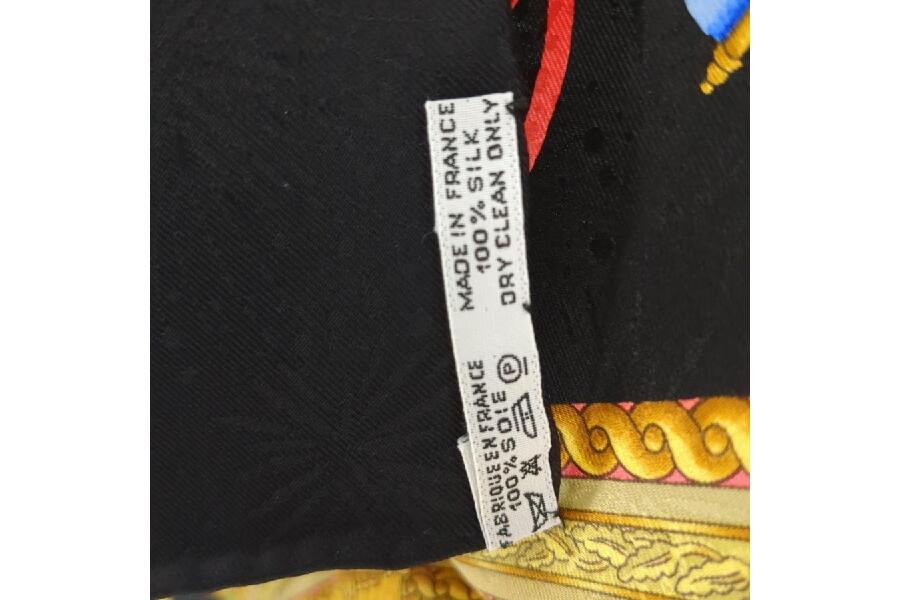 MADE IN FRANCE
100% SILK
DRY CLEAN ONLY
FABRIQUE EN FRANCE
100% SOIE
P